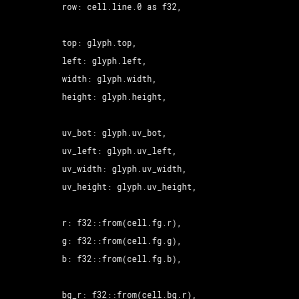 row: cell.line.0 as f32,
top: glyph.top,
left: glyph.left,
width: glyph.width,
height: glyph.height,
uv_bot: glyph.uv_bot,
uv_left: glyph.uv_left,
uv_width: glyph.uv_width,
uv_height: glyph.uv_height,
r: f32::from(cell.fg.r),
g: f32::from(cell.fg.g),
b: f32::from(cell.fg.b),
bg_r: f32::from(cell.bg.r),